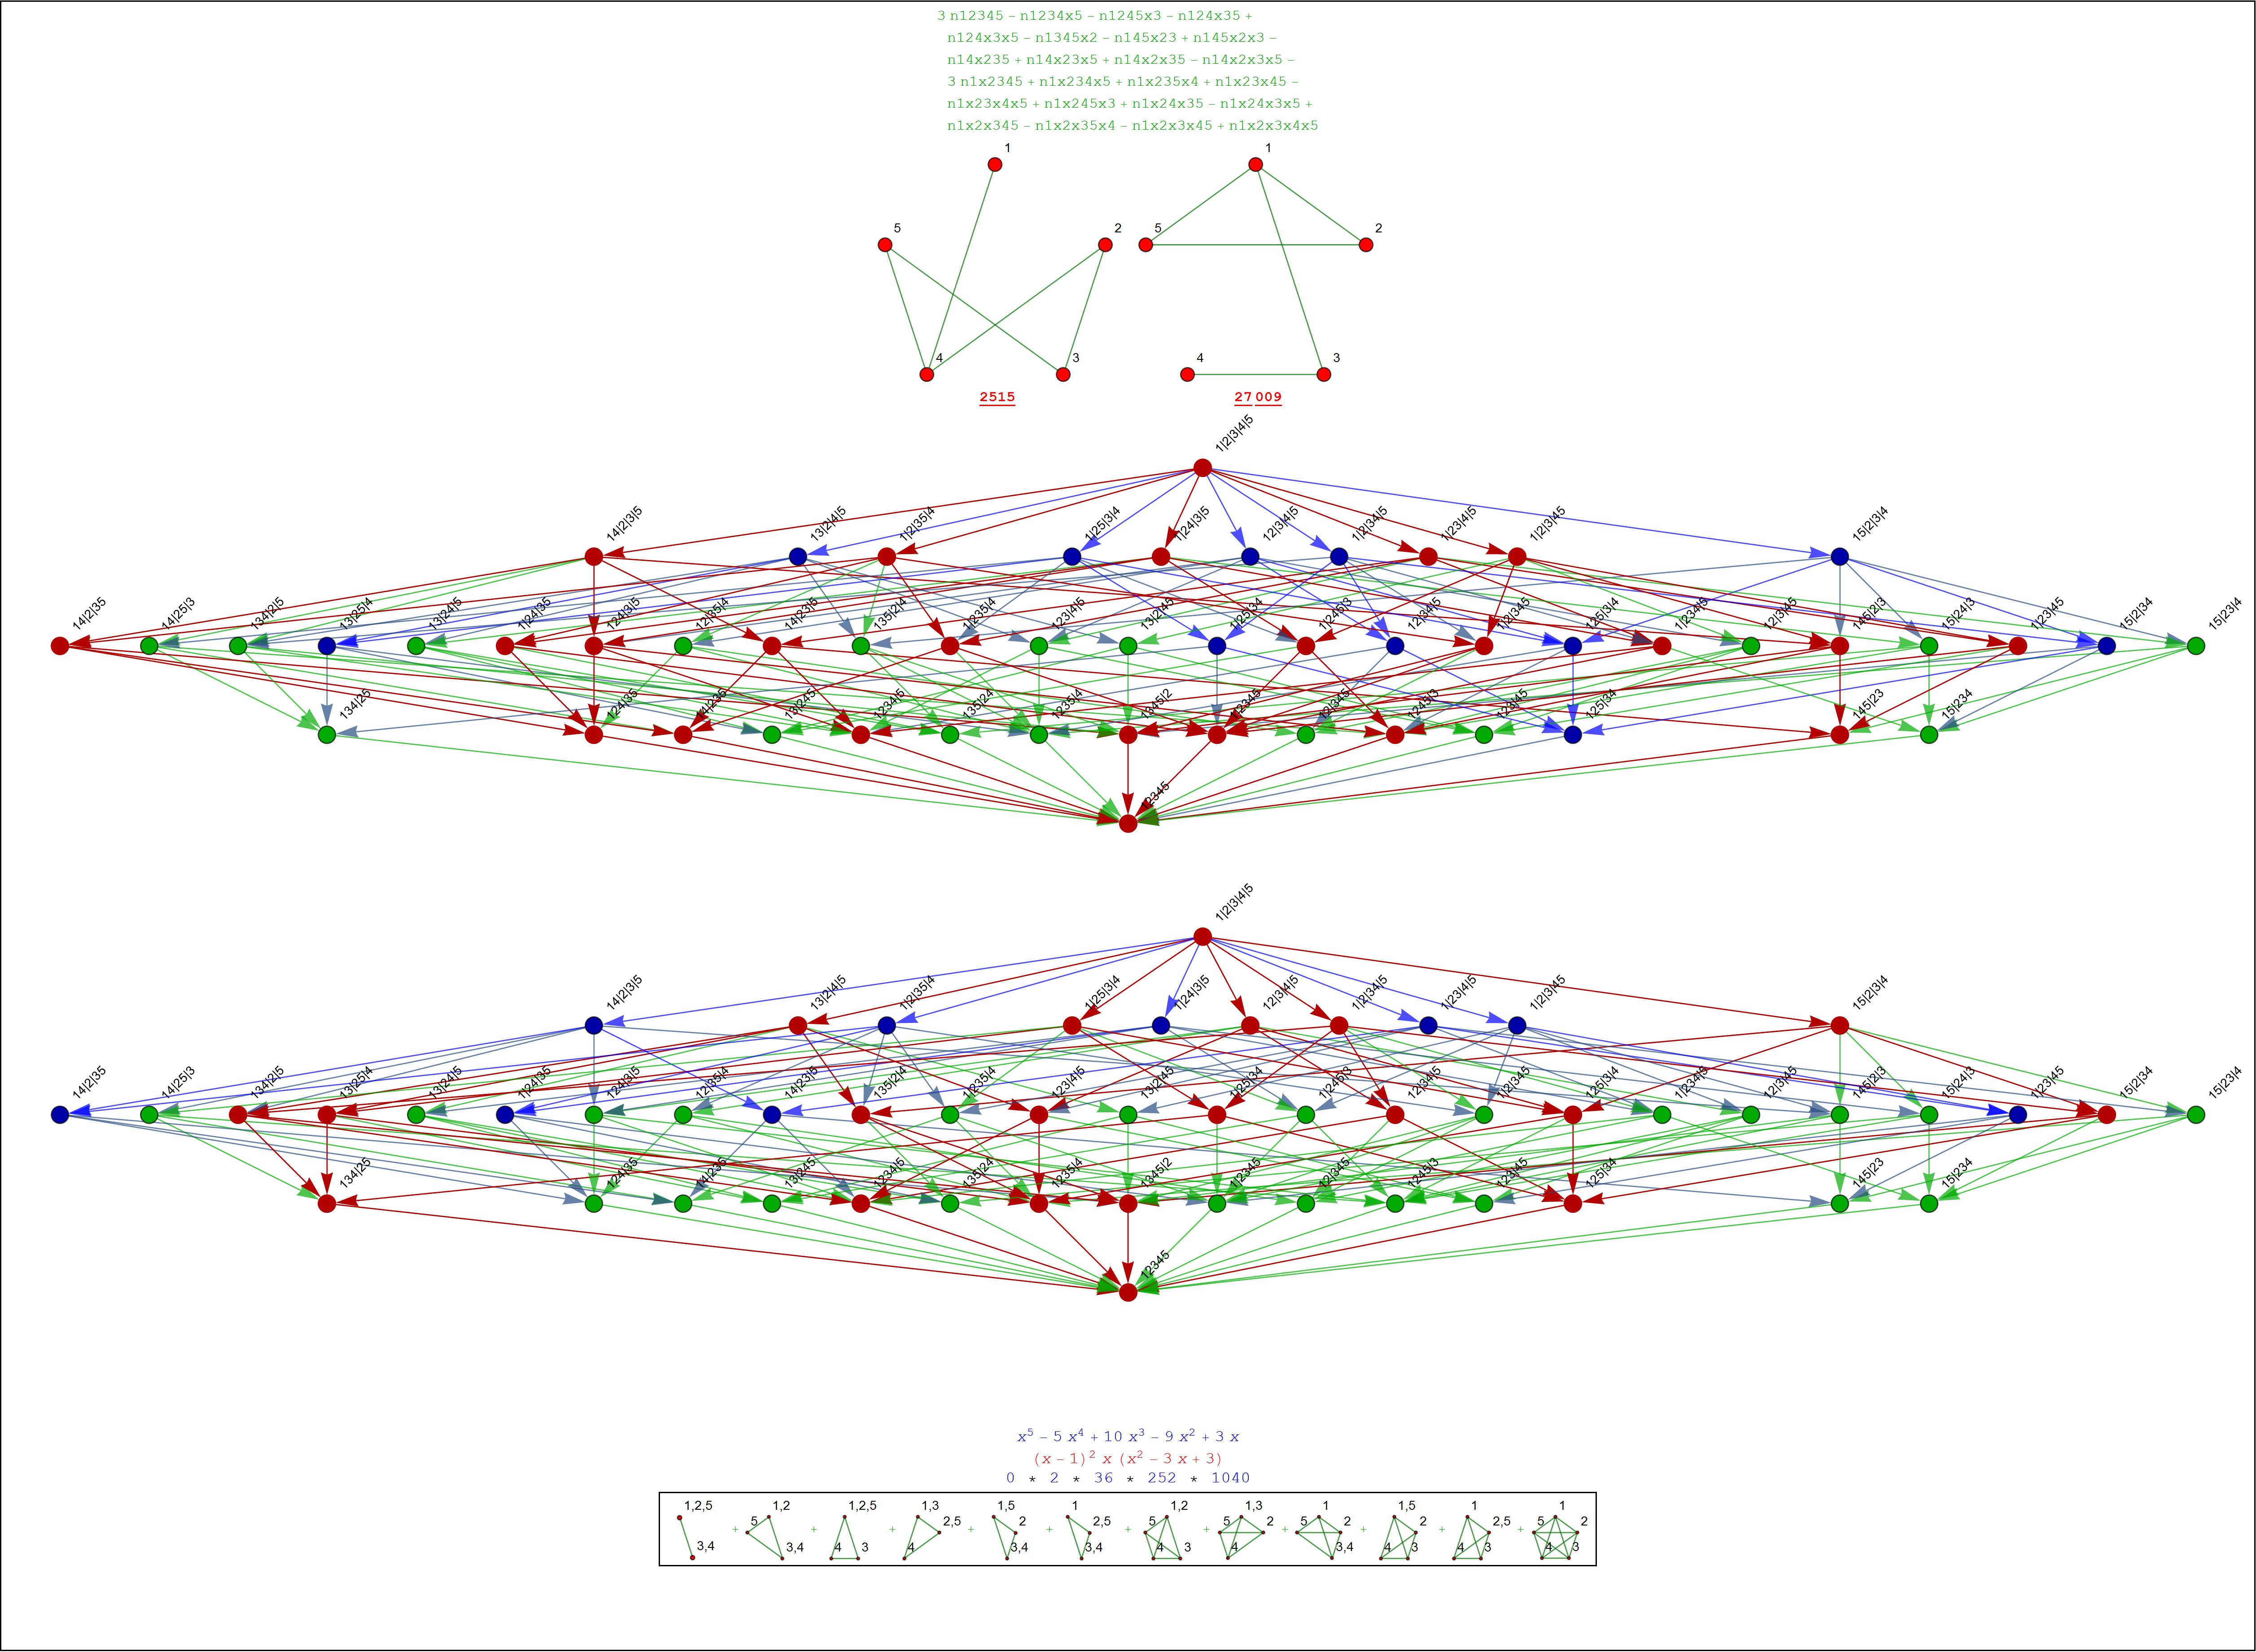 3 n12345 − n1234x5 − n1245x3 − n124x35 +
n124x3x5 − n1345x2 − n145x23 + n145x2x3 −
n14x235 + n14x23x5 + n14x2x35 − n14x2x3x5 −
3 n1x2345 + n1x234x5 + n1x235x4 + n1x23x45 −
n1x23x4x5 + n1x245x3 + n1x24x35 − n1x24x3x5 +
n1x2x345 − n1x2x35x4 − n1x2x3x45 + n1x2x3x4x5
1 1
5 2 5 2
4 3 4 3
2515 27 009
1|2|3|4|5
14|2|3|5 13|2|4|5 1|2|35|4 1|25|3|4 1|24|3|5 12|3|4|5 1|2|34|5 1|23|4|5 1|2|3|45 15|2|3|4
14|2|35 14|25|3 134|2|5 13|25|4 13|24|5 1|24|35 124|3|5 12|35|4 14|23|5 135|2|4 1|235|4 123|4|5 13|2|45 1|25|34 1|245|3 12|34|5 1|2|345 125|3|4 1|234|5 12|3|45 145|2|3 15|24|3 1|23|45 15|2|34 15|23|4
134|25 124|35 14|235 13|245 1234|5 135|24 1235|4 1345|2 1|2345 12|345 1245|3 123|45 125|34 145|23 15|234
12345
1|2|3|4|5
14|2|3|5 13|2|4|5 1|2|35|4 1|25|3|4 1|24|3|5 12|3|4|5 1|2|34|5 1|23|4|5 1|2|3|45 15|2|3|4
14|2|35 14|25|3 134|2|5 13|25|4 13|24|5 1|24|35 124|3|5 12|35|4 14|23|5 135|2|4 1|235|4 123|4|5 13|2|45 1|25|34 1|245|3 12|34|5 1|2|345 125|3|4 1|234|5 12|3|45 145|2|3 15|24|3 1|23|45 15|2|34 15|23|4
134|25 124|35 14|235 13|245 1234|5 135|24 1235|4 1345|2 1|2345 12|345 1245|3 123|45 125|34 145|23 15|234
12345
x⁵ − 5 x⁴ + 10 x³ − 9 x² + 3 x
(x − 1)² x (x² − 3 x + 3)
0 * 2 * 36 * 252 * 1040
1,2,5 1,2 1,2,5 1,3 1,5 1 1,2 1,3 1 1,5 1 1
+ 5 + + 2,5 + 2 + 2,5 + 5 + 5 2 + 5 2 + 2 + 2,5 + 5 2
3,4 3,4 4 3 4 3,4 3,4 4 3 4 3,4 4 3 4 3 4 3